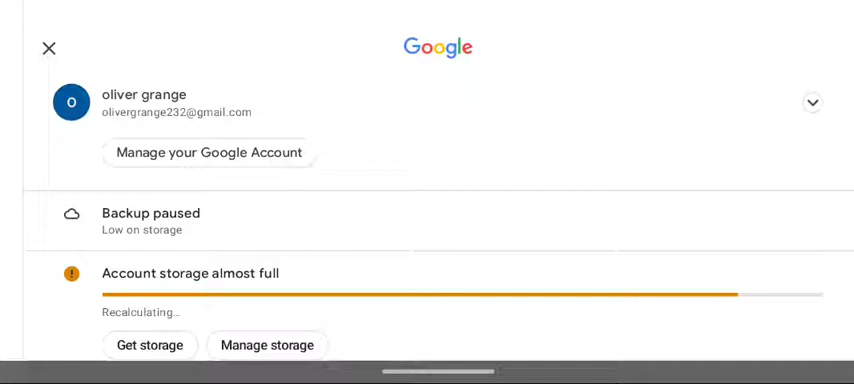 Google
O
oliver grange
olivergrange232@gmail.com
Manage your Google Account
Backup paused
Low on storage
Account storage almost full
Recalculating...
Get storage
Manage storage